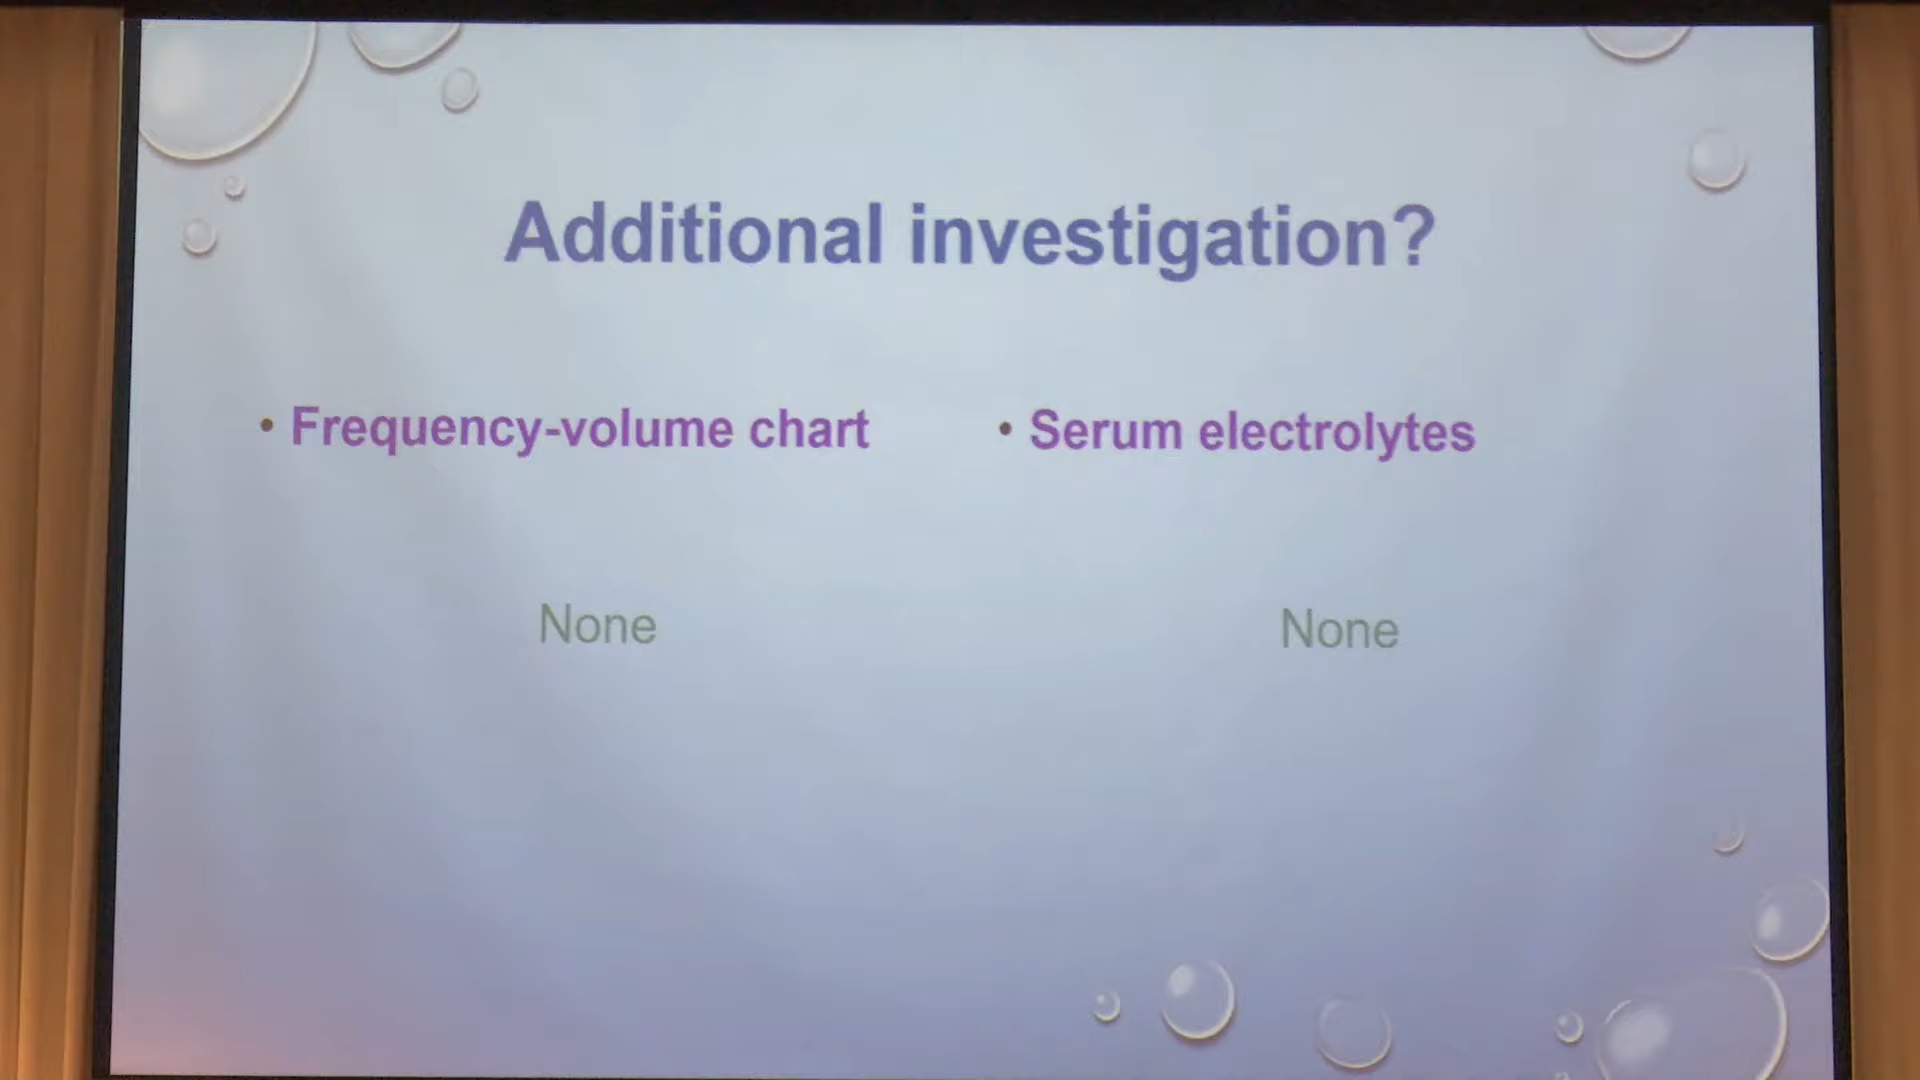 Additional investigation?
• Frequency-volume chart
None
• Serum electrolytes
None